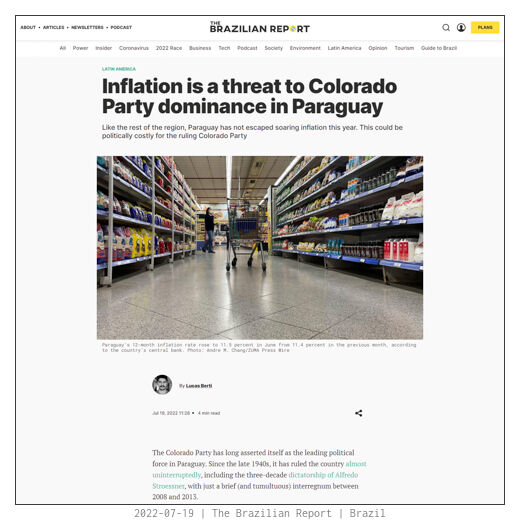 ABOUT • ARTICLES • NEWSLETTERS • PODCAST
THE
BRAZILIAN REPORT
PLANS
All Power Insider Coronavirus 2022 Race Business Tech Podcast Society Environment Latin America Opinion Tourism Guide to Brazil
LATIN AMERICA
Inflation is a threat to Colorado
Party dominance in Paraguay
Like the rest of the region, Paraguay has not escaped soaring inflation this year. This could be
politically costly for the ruling Colorado Party
Paraguay's 12-month inflation rate rose to 11.5 percent in June from 11.4 percent in the previous month, according
to the country's central bank. Photo: Andre M. Chang/ZUMA Press Wire
By Lucas Berti
Jul 19, 2022 11:28 • 4 min read
The Colorado Party has long asserted itself as the leading political
force in Paraguay. Since the late 1940s, it has ruled the country almost
uninterruptedly, including the three-decade dictatorship of Alfredo
Stroessner, with just a brief (and tumultuous) interregnum between
2008 and 2013.
2022-07-19 | The Brazilian Report | Brazil